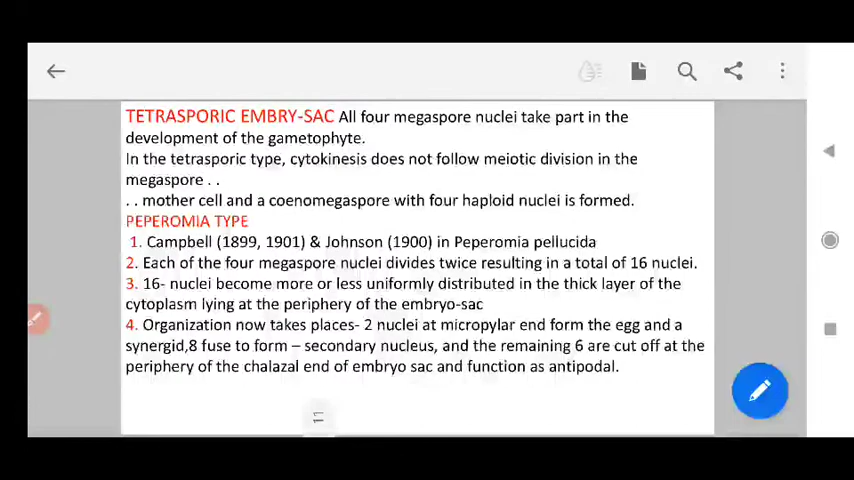 TETRASPORIC EMBRY-SAC All four megaspore nuclei take part in the
development of the gametophyte.
In the tetrasporic type, cytokinesis does not follow meiotic division in the
megaspore . .
. . mother cell and a coenomegaspore with four haploid nuclei is formed.
PEPEROMIA TYPE
1. Campbell (1899, 1901) & Johnson (1900) in Peperomia pellucida
2. Each of the four megaspore nuclei divides twice resulting in a total of 16 nuclei.
3. 16- nuclei become more or less uniformly distributed in the thick layer of the
cytoplasm lying at the periphery of the embryo-sac
4. Organization now takes places- 2 nuclei at micropylar end form the egg and a
synergid,8 fuse to form – secondary nucleus, and the remaining 6 are cut off at the
periphery of the chalazal end of embryo sac and function as antipodal.
11